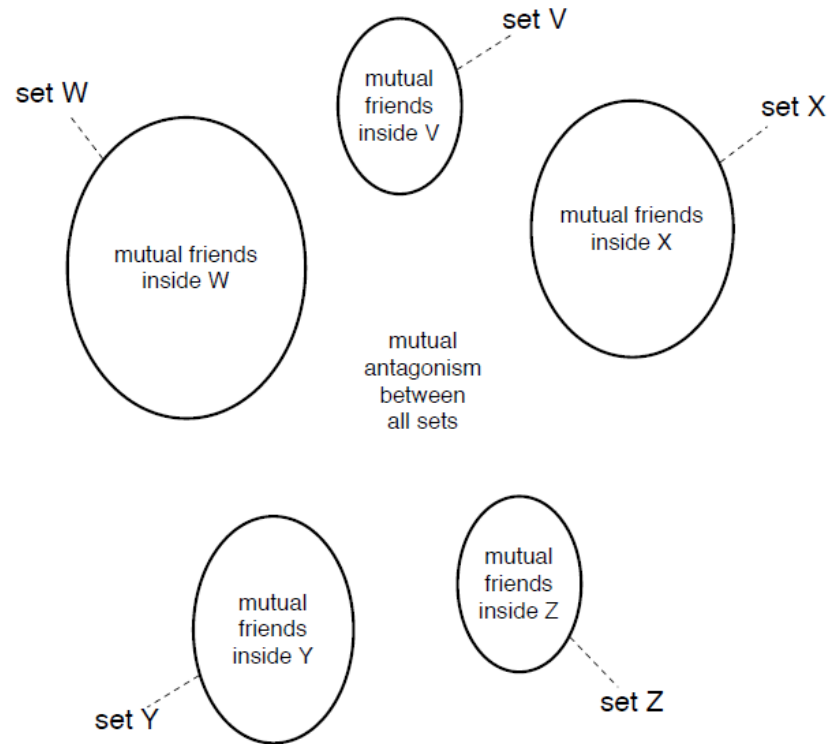 set V
mutual
friends
inside V
set W
set X
mutual friends
inside W
mutual friends
inside X
mutual
antagonism
between
all sets
mutual
friends
inside Y
mutual
friends
inside Z
set Y
set Z